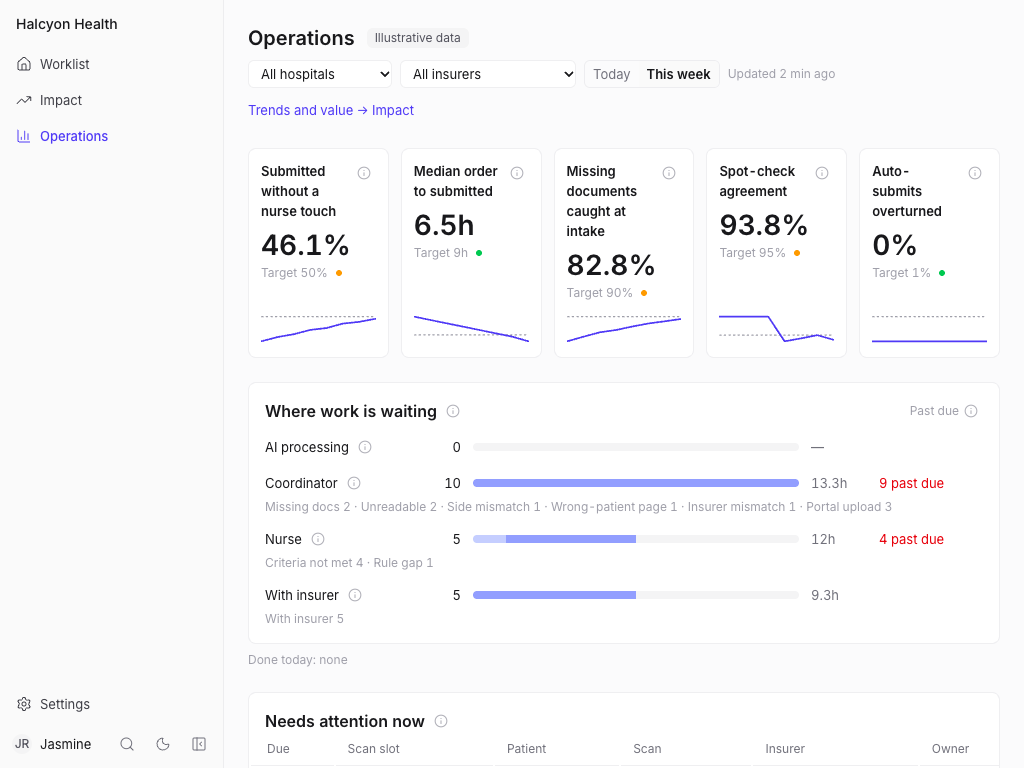 Halcyon Health
Worklist
Impact
Operations
Settings
JR Jasmine
Operations Illustrative data
All hospitals All insurers Today This week Updated 2 min ago
Trends and value → Impact
Submitted
without a
nurse touch
46.1%
Target 50%
Median order
to submitted
6.5h
Target 9h
Missing
documents
caught at
intake
82.8%
Target 90%
Spot-check
agreement
93.8%
Target 95%
Auto-
submits
overturned
0%
Target 1%
Where work is waiting Past due
AI processing 0 —
Coordinator 10 13.3h 9 past due
Missing docs 2 · Unreadable 2 · Side mismatch 1 · Wrong-patient page 1 · Insurer mismatch 1 · Portal upload 3
Nurse 5 12h 4 past due
Criteria not met 4 · Rule gap 1
With insurer 5 9.3h
With insurer 5
Done today: none
Needs attention now
Due Scan slot Patient Scan Insurer Owner